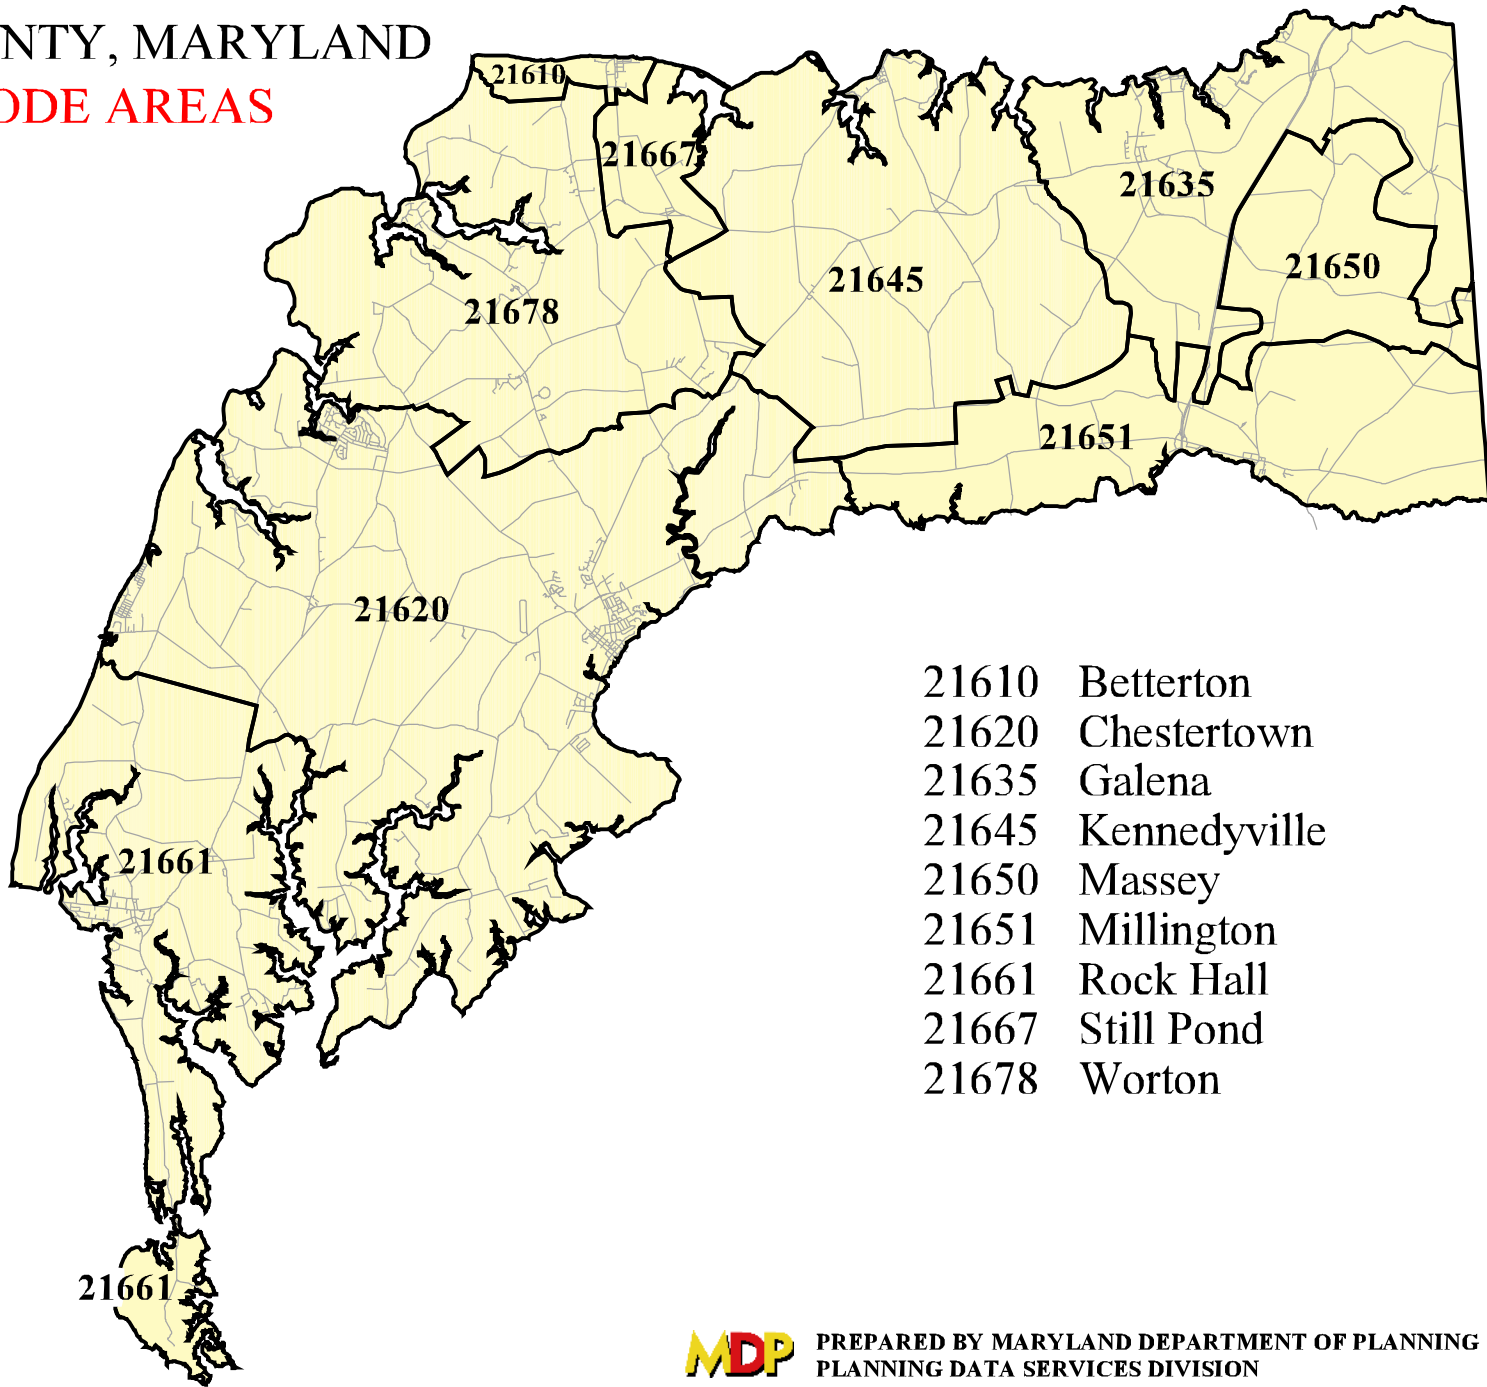 NTY, MARYLAND
ODE AREAS
21610
21667
21635
21650
21645
21678
21651
21620
21661
21661
21610 Betterton
21620 Chestertown
21635 Galena
21645 Kennedyville
21650 Massey
21651 Millington
21661 Rock Hall
21667 Still Pond
21678 Worton
MDP
PREPARED BY MARYLAND DEPARTMENT OF PLANNING
PLANNING DATA SERVICES DIVISION